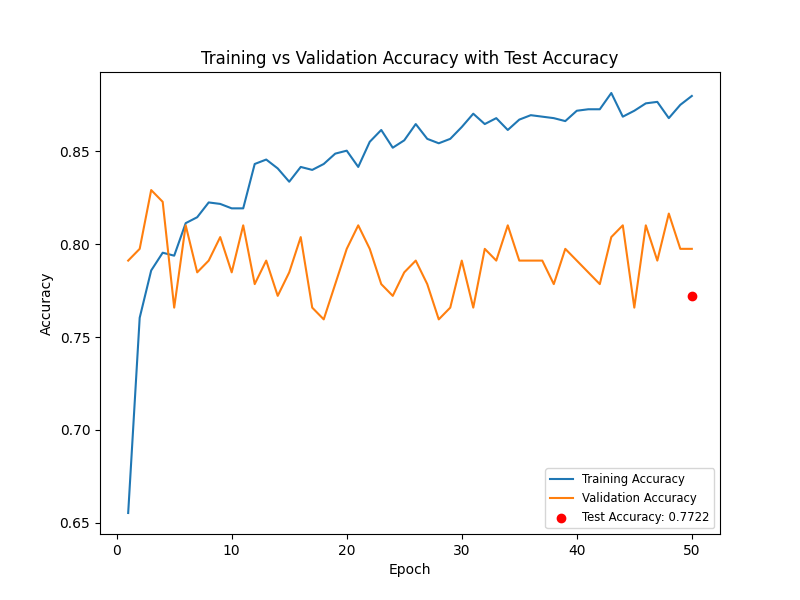 Training vs Validation Accuracy with Test Accuracy
Accuracy
0.85
0.80
0.75
0.70
0.65
0
10
20
30
40
50
Epoch
Training Accuracy
Validation Accuracy
Test Accuracy: 0.7722